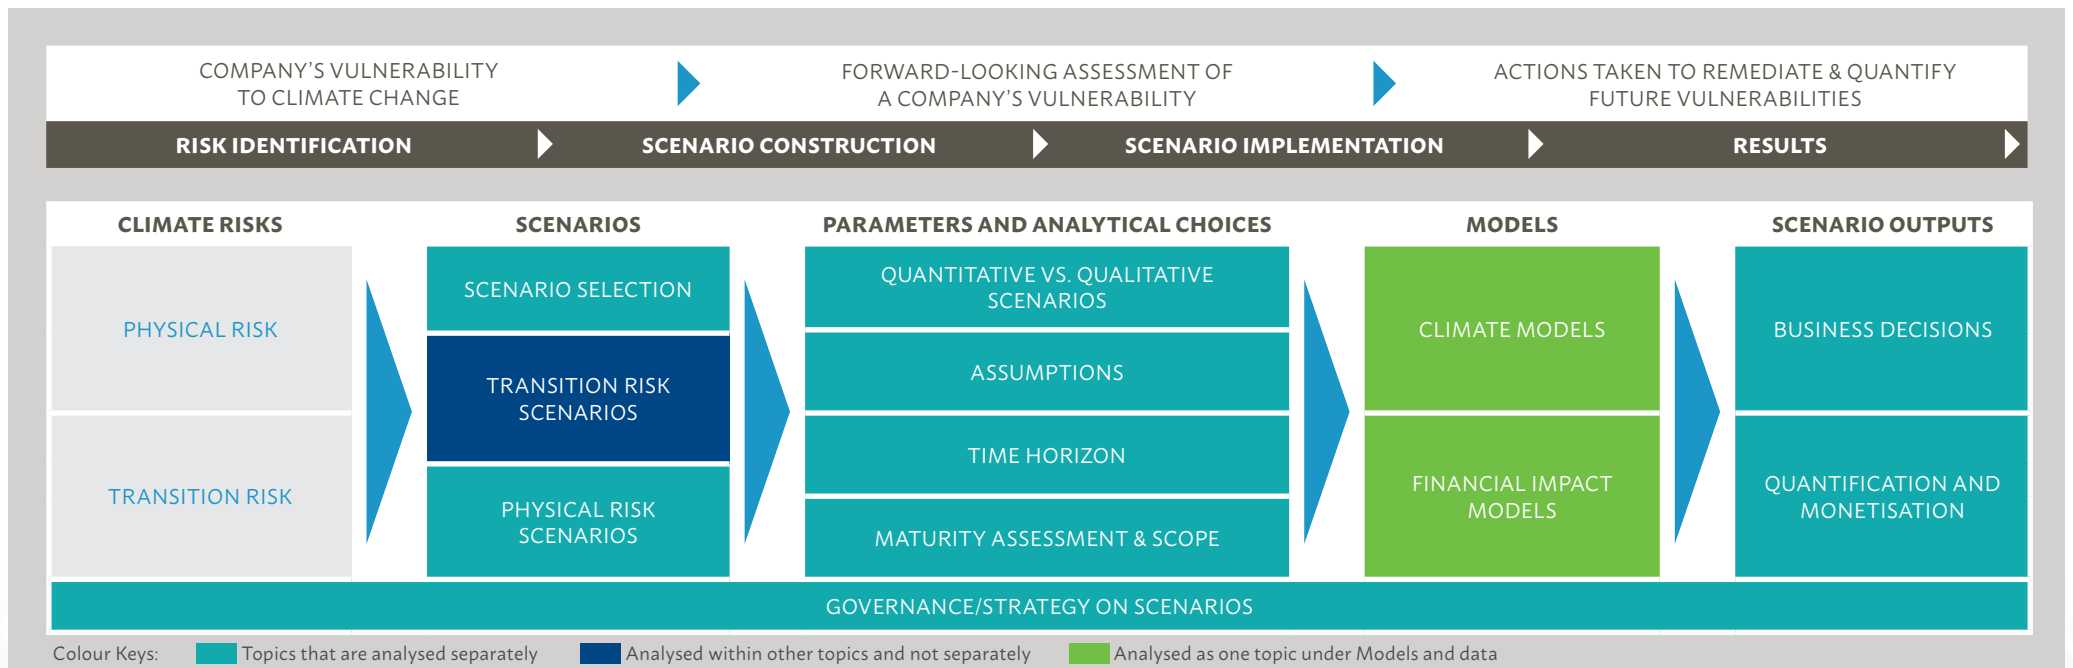 COMPANY’S VULNERABILITY
TO CLIMATE CHANGE
FORWARD-LOOKING ASSESSMENT OF
A COMPANY’S VULNERABILITY
ACTIONS TAKEN TO REMEDIATE & QUANTIFY
FUTURE VULNERABILITIES
RISK IDENTIFICATION
SCENARIO CONSTRUCTION
SCENARIO IMPLEMENTATION
RESULTS
CLIMATE RISKS
PHYSICAL RISK
TRANSITION RISK
SCENARIOS
SCENARIO SELECTION
TRANSITION RISK
SCENARIOS
PHYSICAL RISK
SCENARIOS
PARAMETERS AND ANALYTICAL CHOICES
QUANTITATIVE VS. QUALITATIVE
SCENARIOS
ASSUMPTIONS
TIME HORIZON
MATURITY ASSESSMENT & SCOPE
MODELS
CLIMATE MODELS
FINANCIAL IMPACT
MODELS
SCENARIO OUTPUTS
BUSINESS DECISIONS
QUANTIFICATION AND
MONETISATION
GOVERNANCE/STRATEGY ON SCENARIOS
Colour Keys:
Topics that are analysed separately
Analysed within other topics and not separately
Analysed as one topic under Models and data